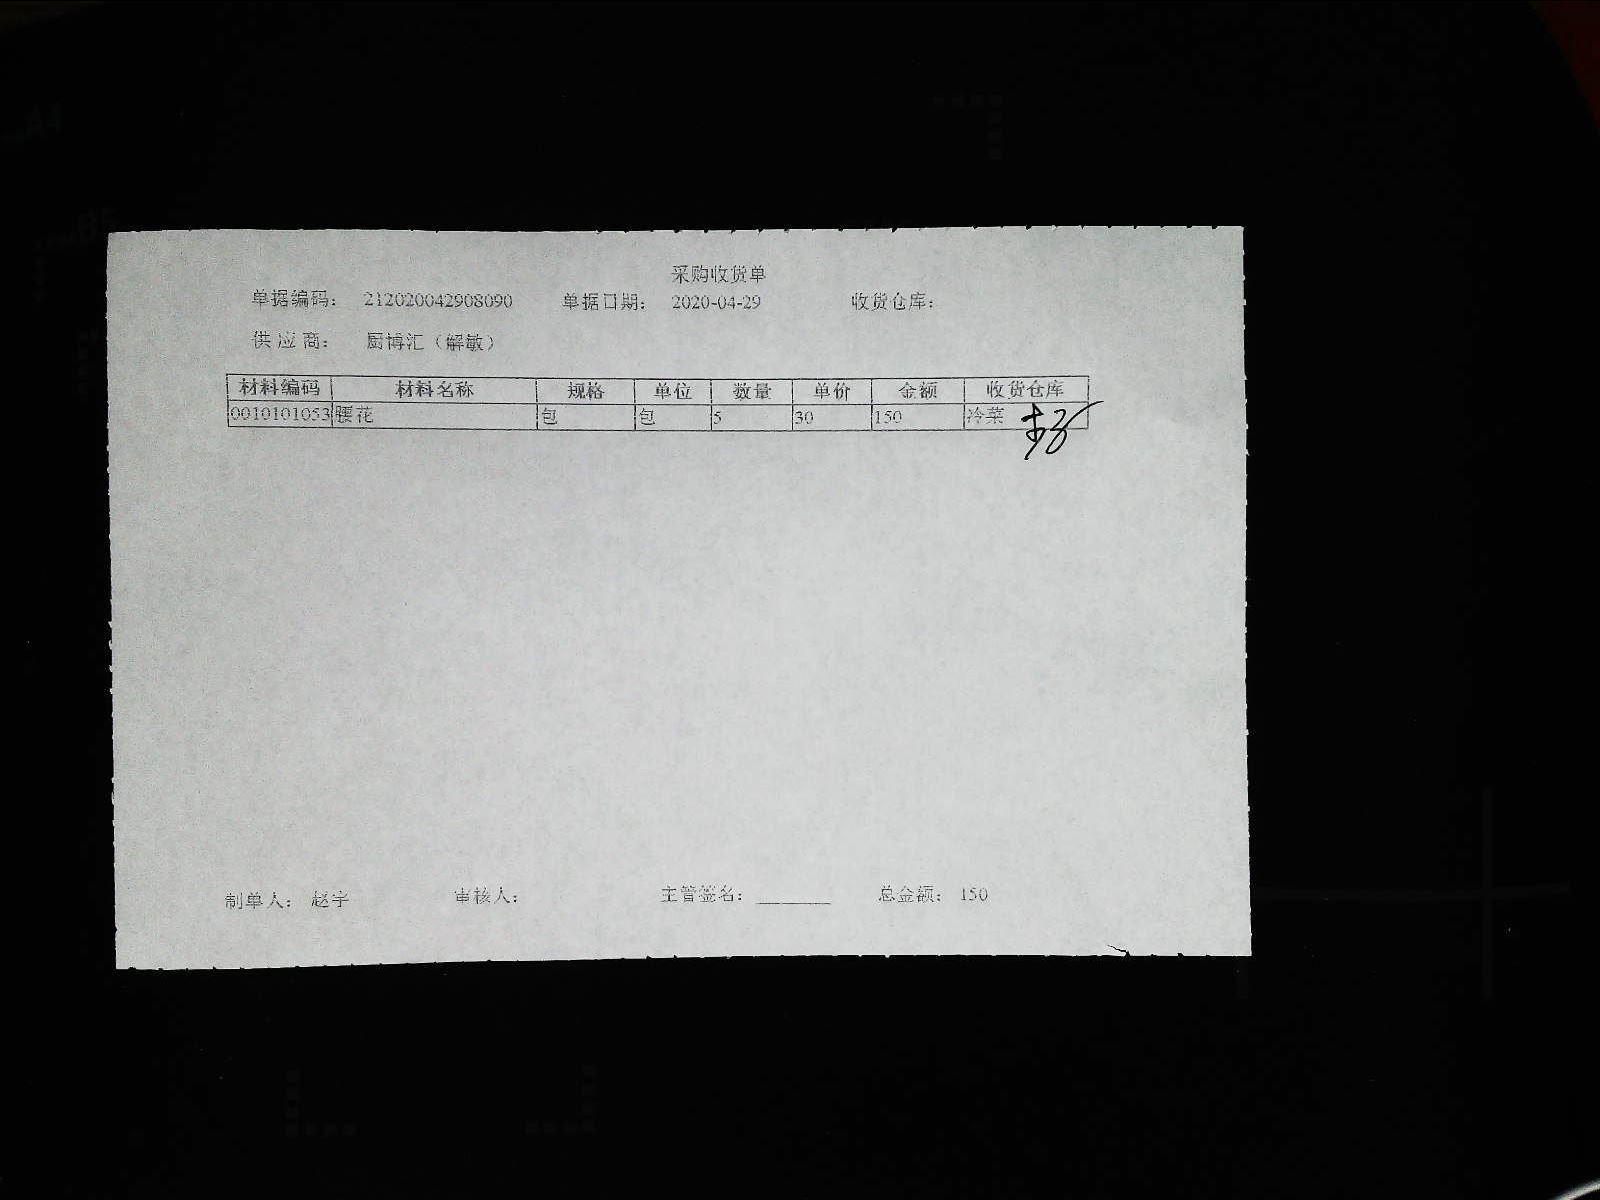 采购收货单
单据编码： 212020042908090 单据日期： 2020-04-29 收货仓库：
供应商： 厨博汇（解敏）
材料编码 材料名称 规格 单位 数量 单价 金额 收货仓库
0010101053 腰花 包 包 5 30 150 冷菜
制单人： 赵宇 审核人： 主管签名： 总金额： 150